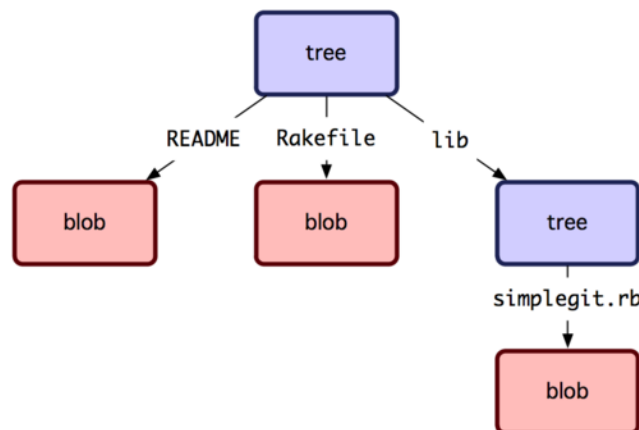 tree
README Rakefile lib
blob blob tree
simplegit.rb
blob